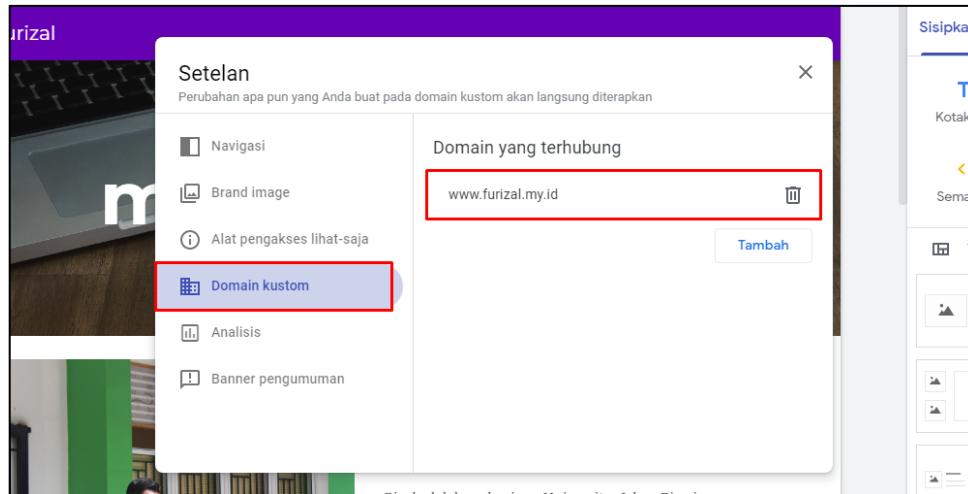 urizal
Sisipka
Setelan
Perubahan apa pun yang Anda buat pada domain kustom akan langsung diterapkan
Navigasi
Domain yang terhubung
Brand image
www.furizal.my.id
Alat pengakses lihat-saja
Tambah
Domain kustom
Analisis
Banner pengumuman
T
Kotak
Sema
m